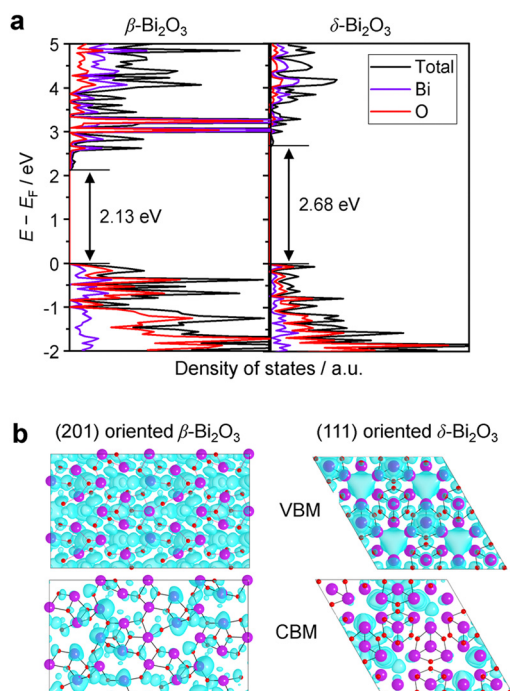 a
β-Bi₂O₃
δ-Bi₂O₃
5
4
3
2
1
0
-1
-2
E − E_F / eV
Total
Bi
O
2.13 eV
2.68 eV
Density of states / a.u.
b
(201) oriented β-Bi₂O₃
(111) oriented δ-Bi₂O₃
VBM
CBM